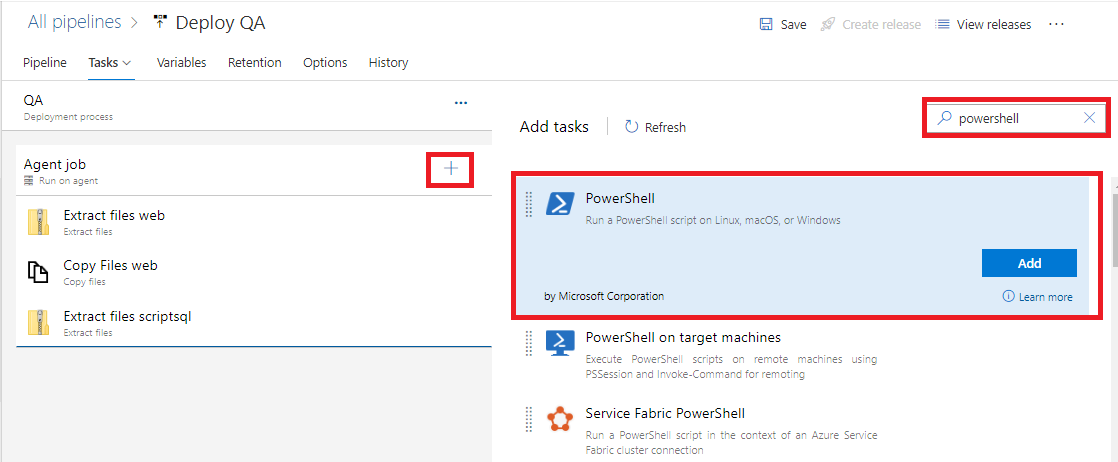 All pipelines > Deploy QA
Save
Create release
View releases
...
Pipeline
Tasks
Variables
Retention
Options
History
QA
Deployment process
...
Agent job
Run on agent
+
Extract files web
Extract files
Copy Files web
Copy files
Extract files scriptsql
Extract files
Add tasks
Refresh
powershell
PowerShell
Run a PowerShell script on Linux, macOS, or Windows
Add
by Microsoft Corporation
Learn more
PowerShell on target machines
Execute PowerShell scripts on remote machines using
PSSession and Invoke-Command for remoting
Service Fabric PowerShell
Run a PowerShell script in the context of an Azure Service
Fabric cluster connection